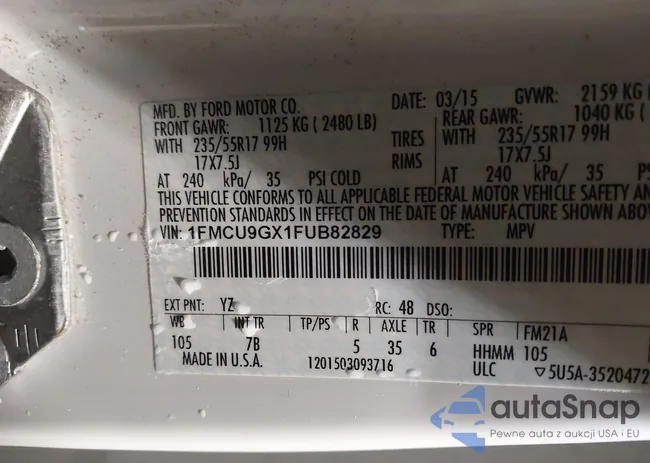 MFD. BY FORD MOTOR CO. DATE: 03/15 GVWR: 2159 KG
FRONT GAWR: 1125 KG ( 2480 LB) REAR GAWR: 1040 KG (
WITH 235/55R17 99H TIRES WITH 235/55R17 99H
17X7.5J RIMS 17X7.5J
AT 240 kPa/ 35 PSI COLD AT 240 kPa/ 35
THIS VEHICLE CONFORMS TO ALL APPLICABLE FEDERAL MOTOR VEHICLE SAFETY AND
PREVENTION STANDARDS IN EFFECT ON THE DATE OF MANUFACTURE SHOWN ABOV
VIN: 1FMCU9GX1FUB82829 TYPE: MPV
EXT PNT: YZ RC: 48 DSO:
WB INT TR TP/PS R AXLE TR SPR FM21A
105 7B 5 35 6 HHMM 105
MADE IN U.S.A. 1201503093716 ULC ▽5U5A-3520472
autaSnap
Pewne auta z aukcji USA i EU